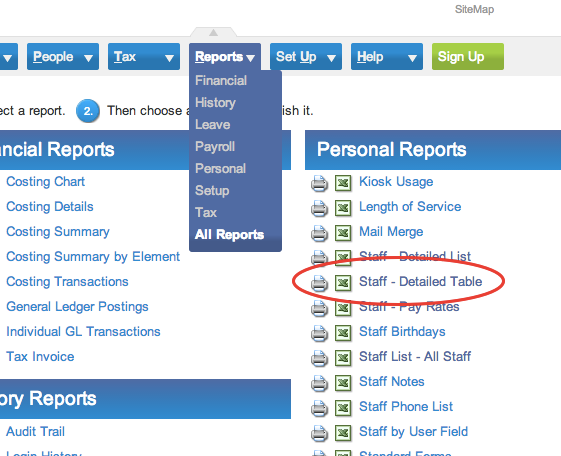 SiteMap
People
Tax
Reports
Set Up
Help
Sign Up
Financial
History
Leave
Payroll
Personal
Setup
Tax
All Reports
ect a report. 2. Then choose a ish it.
ncial Reports
Costing Chart
Costing Details
Costing Summary
Costing Summary by Element
Costing Transactions
General Ledger Postings
Individual GL Transactions
Tax Invoice
ory Reports
Audit Trail
Login History
Personal Reports
Kiosk Usage
Length of Service
Mail Merge
Staff - Detailed List
Staff - Detailed Table
Staff - Pay Rates
Staff Birthdays
Staff List - All Staff
Staff Notes
Staff Phone List
Staff by User Field
Standard Forms